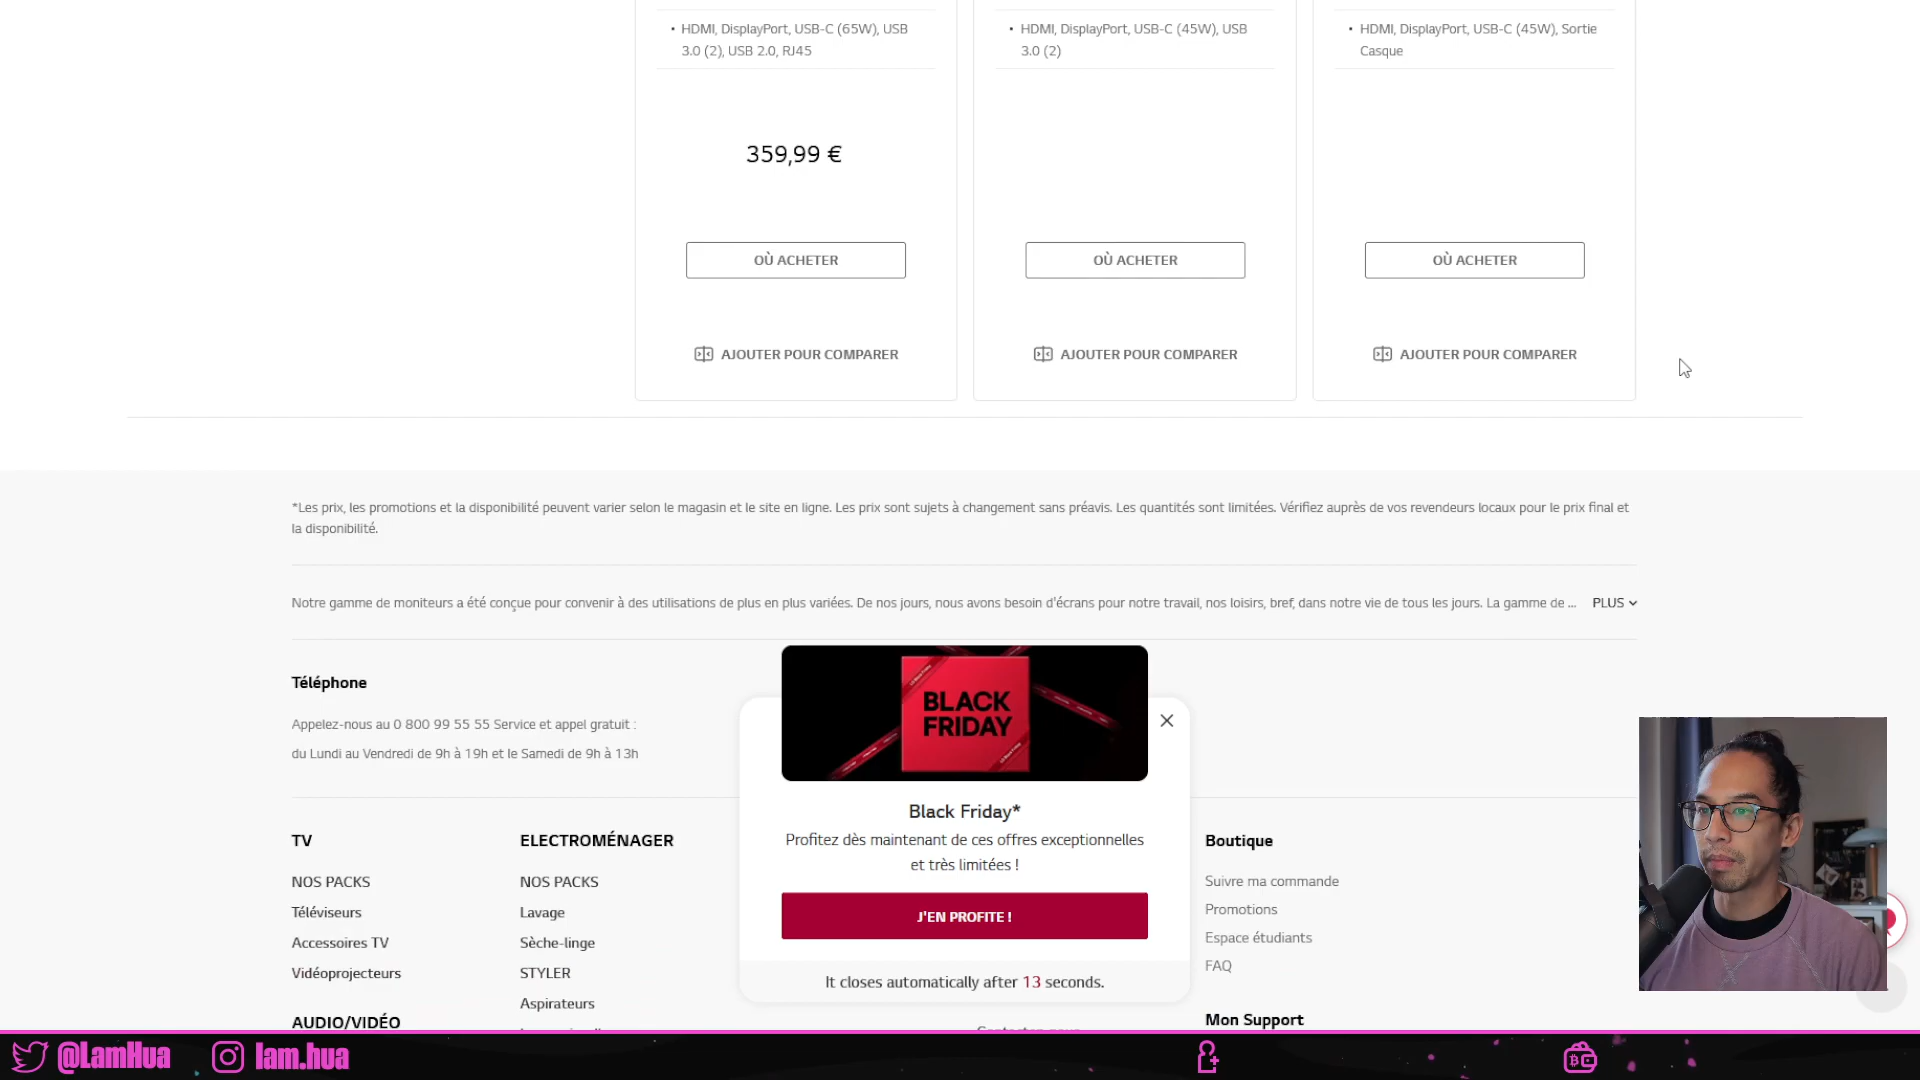 • HDMI, DisplayPort, USB-C (65W), USB
3.0 (2), USB 2.0, RJ45
• HDMI, DisplayPort, USB-C (45W), USB
3.0 (2)
• HDMI, DisplayPort, USB-C (45W), Sortie
Casque
359,99 €
OÙ ACHETER
OÙ ACHETER
OÙ ACHETER
AJOUTER POUR COMPARER
AJOUTER POUR COMPARER
AJOUTER POUR COMPARER
*Les prix, les promotions et la disponibilité peuvent varier selon le magasin et le site en ligne. Les prix sont sujets à changement sans préavis. Les quantités sont limitées. Vérifiez auprès de vos revendeurs locaux pour le prix final et
la disponibilité.
Notre gamme de moniteurs a été conçue pour convenir à des utilisations de plus en plus variées. De nos jours, nous avons besoin d'écrans pour notre travail, nos loisirs, bref, dans notre vie de tous les jours. La gamme de ...
PLUS
Téléphone
Appelez-nous au 0 800 99 55 55 Service et appel gratuit :
du Lundi au Vendredi de 9h à 19h et le Samedi de 9h à 13h
BLACK
FRIDAY
Black Friday*
Profitez dès maintenant de ces offres exceptionnelles
et très limitées !
J'EN PROFITE !
It closes automatically after 13 seconds.
TV
NOS PACKS
Téléviseurs
Accessoires TV
Vidéoprojecteurs
AUDIO/VIDÉO
ELECTROMÉNAGER
NOS PACKS
Lavage
Sèche-linge
STYLER
Aspirateurs
Boutique
Suivre ma commande
Promotions
Espace étudiants
FAQ
Mon Support
@LamHua
lam.hua